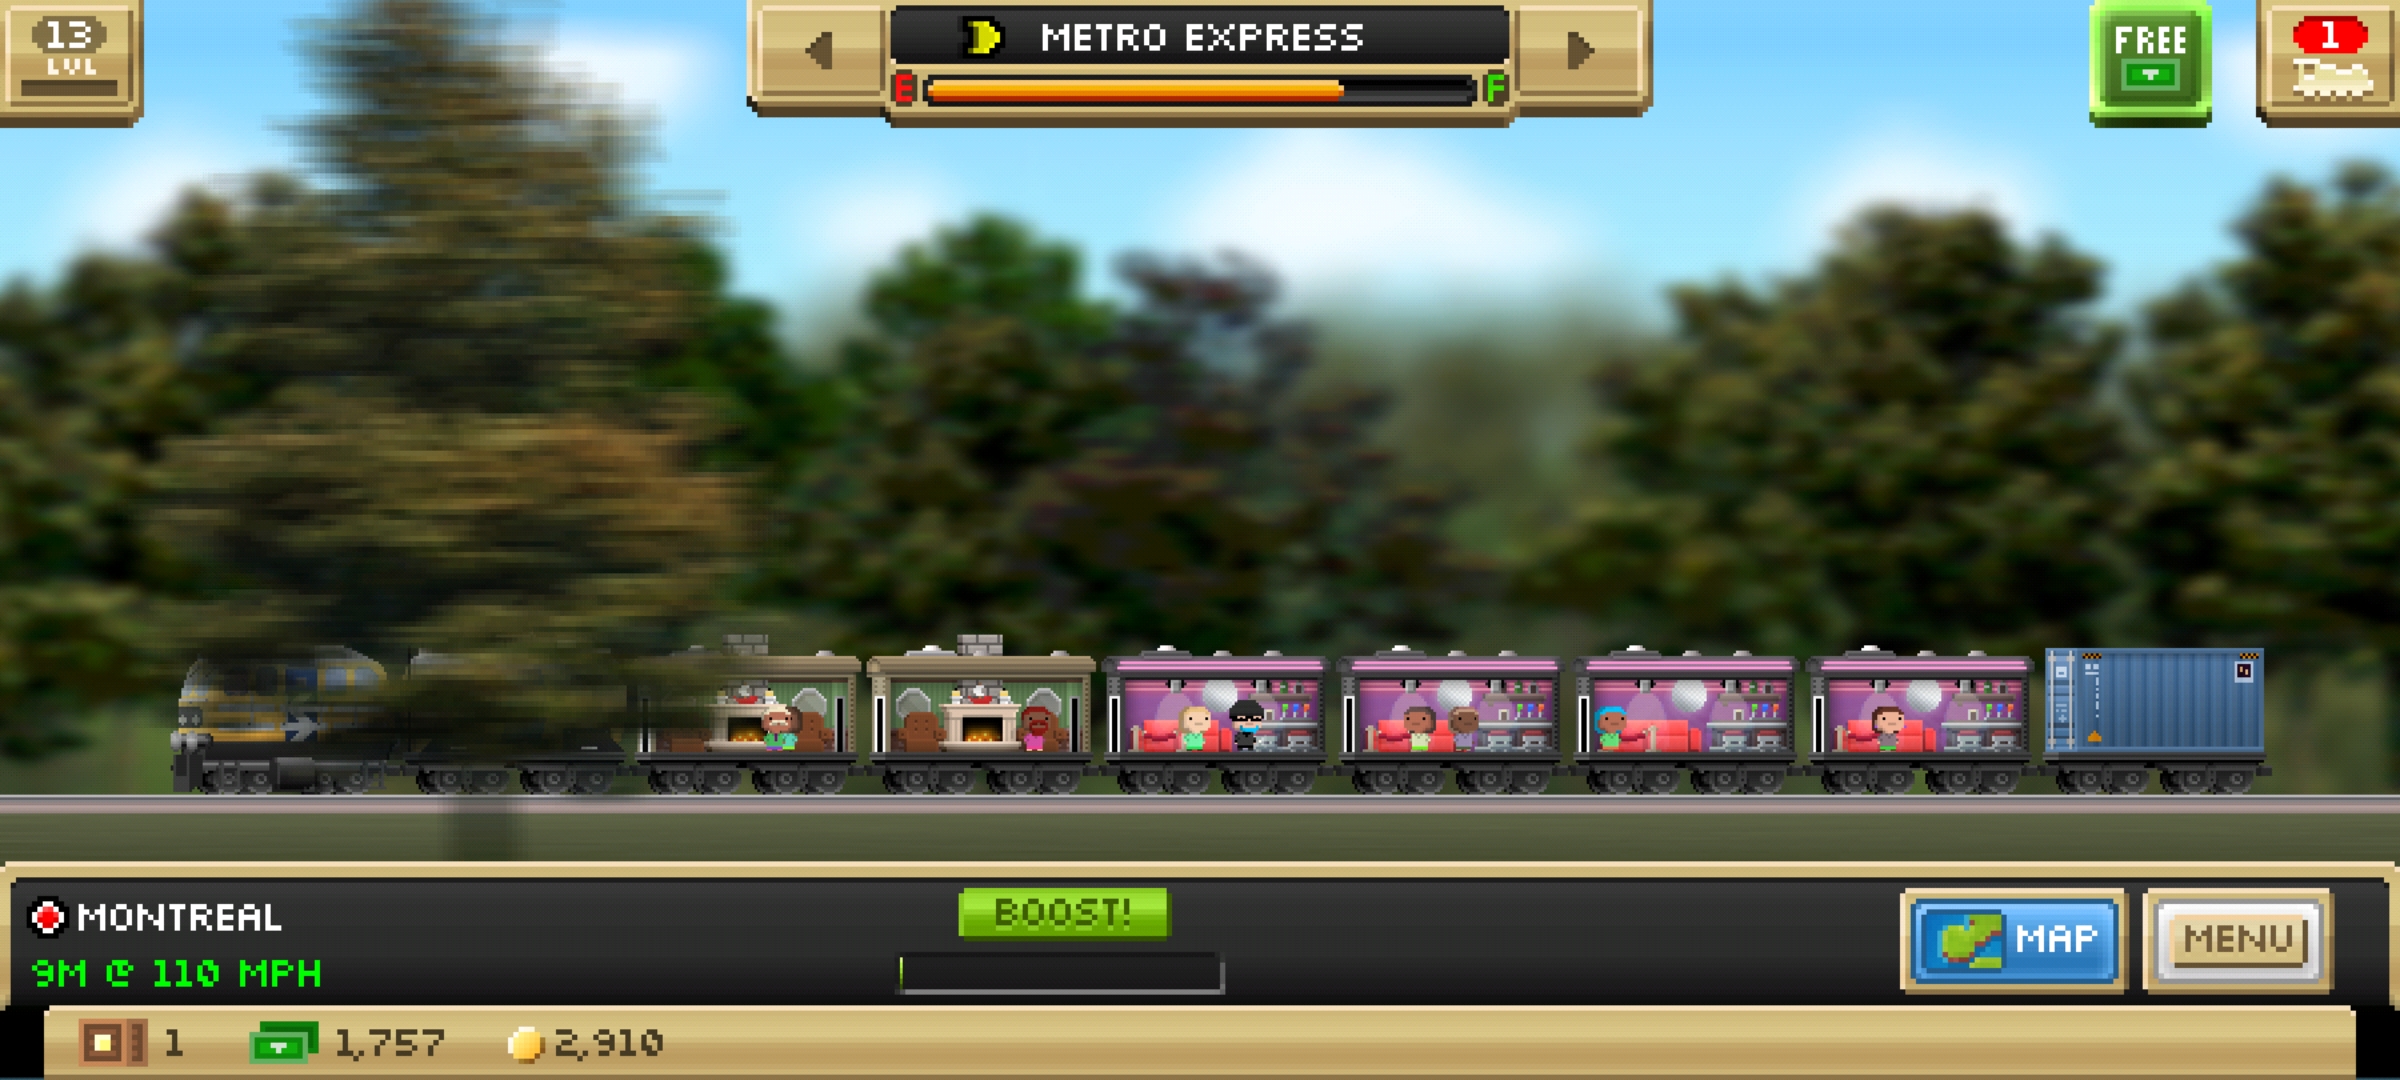 13
LVL
METRO EXPRESS
E F
FREE
1
MONTREAL
9M @ 110 MPH
BOOST!
MAP
MENU
1
1,757
2,910